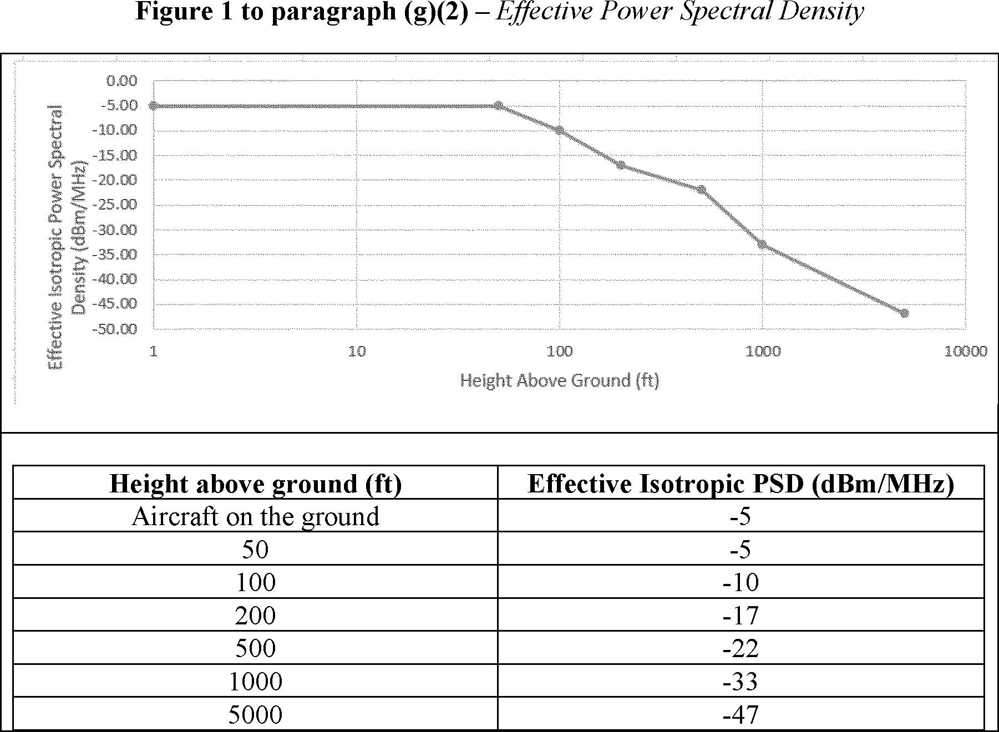 Figure 1 to paragraph (g)(2) – Effective Power Spectral Density
Effective Isotropic Power Spectral
Density (dBm/MHz)
0.00
-5.00
-10.00
-15.00
-20.00
-25.00
-30.00
-35.00
-40.00
-45.00
-50.00
1 10 100 1000 10000
Height Above Ground (ft)
Height above ground (ft) Effective Isotropic PSD (dBm/MHz)
Aircraft on the ground -5
50 -5
100 -10
200 -17
500 -22
1000 -33
5000 -47